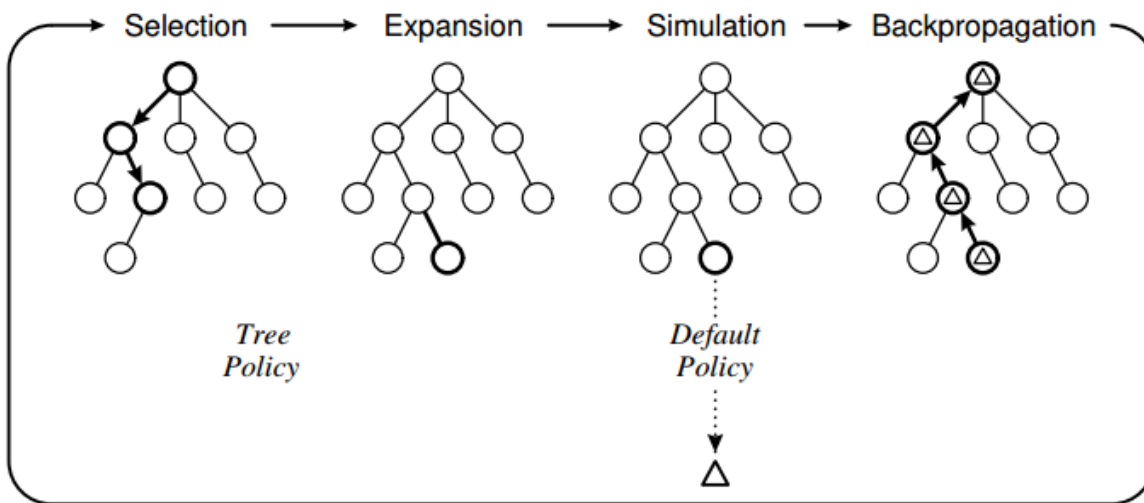 Selection Expansion Simulation Backpropagation
Tree
Policy
Default
Policy